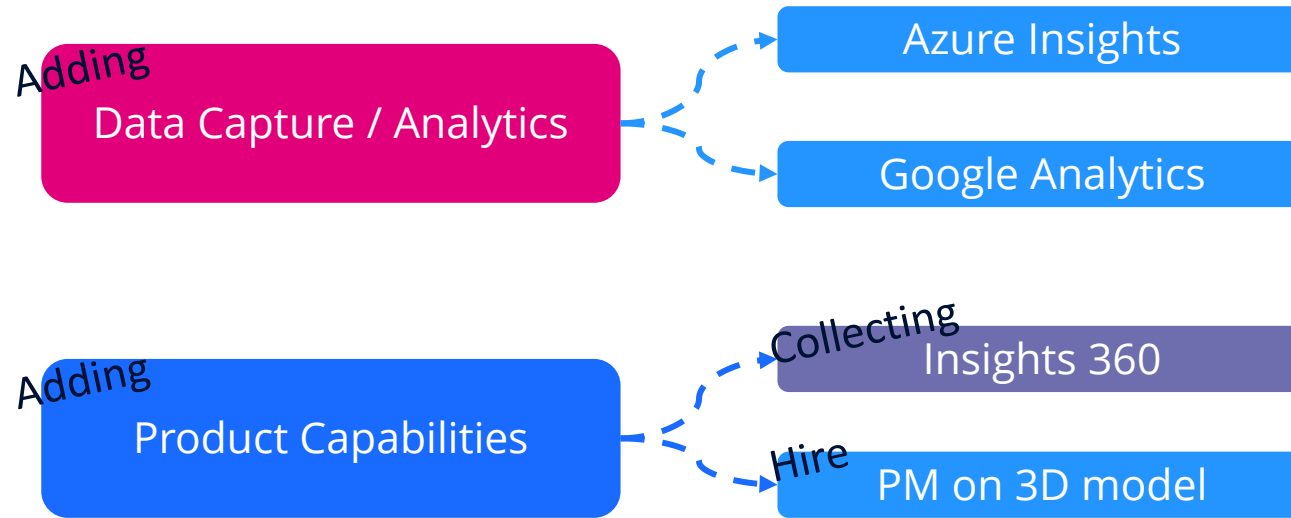 Adding
Data Capture / Analytics
Azure Insights
Google Analytics
Adding
Product Capabilities
Collecting
Insights 360
Hire
PM on 3D model